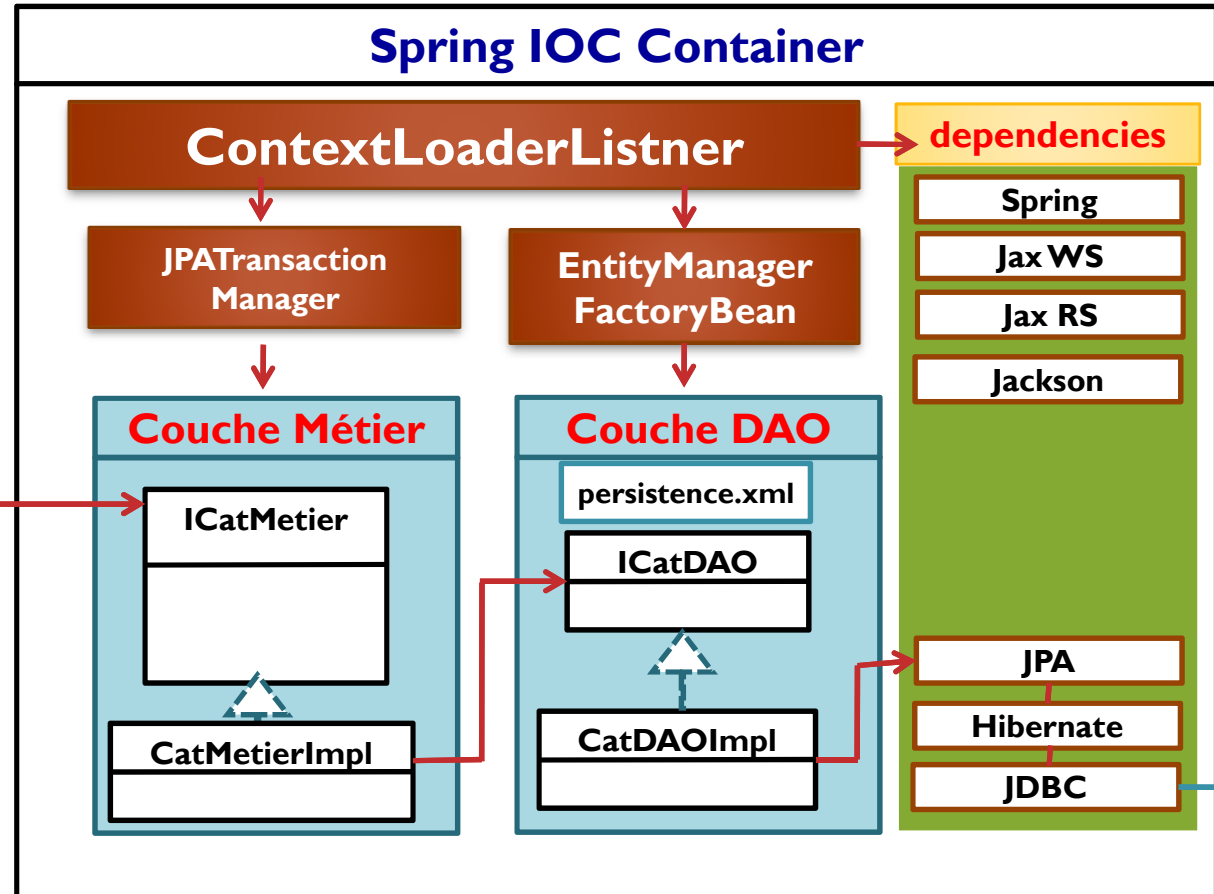 Spring IOC Container
ContextLoaderListner
dependencies
Spring
Jax WS
Jax RS
Jackson
JPATransaction
Manager
EntityManager
FactoryBean
Couche Métier
ICatMetier
CatMetierImpl
Couche DAO
persistence.xml
ICatDAO
CatDAOImpl
JPA
Hibernate
JDBC